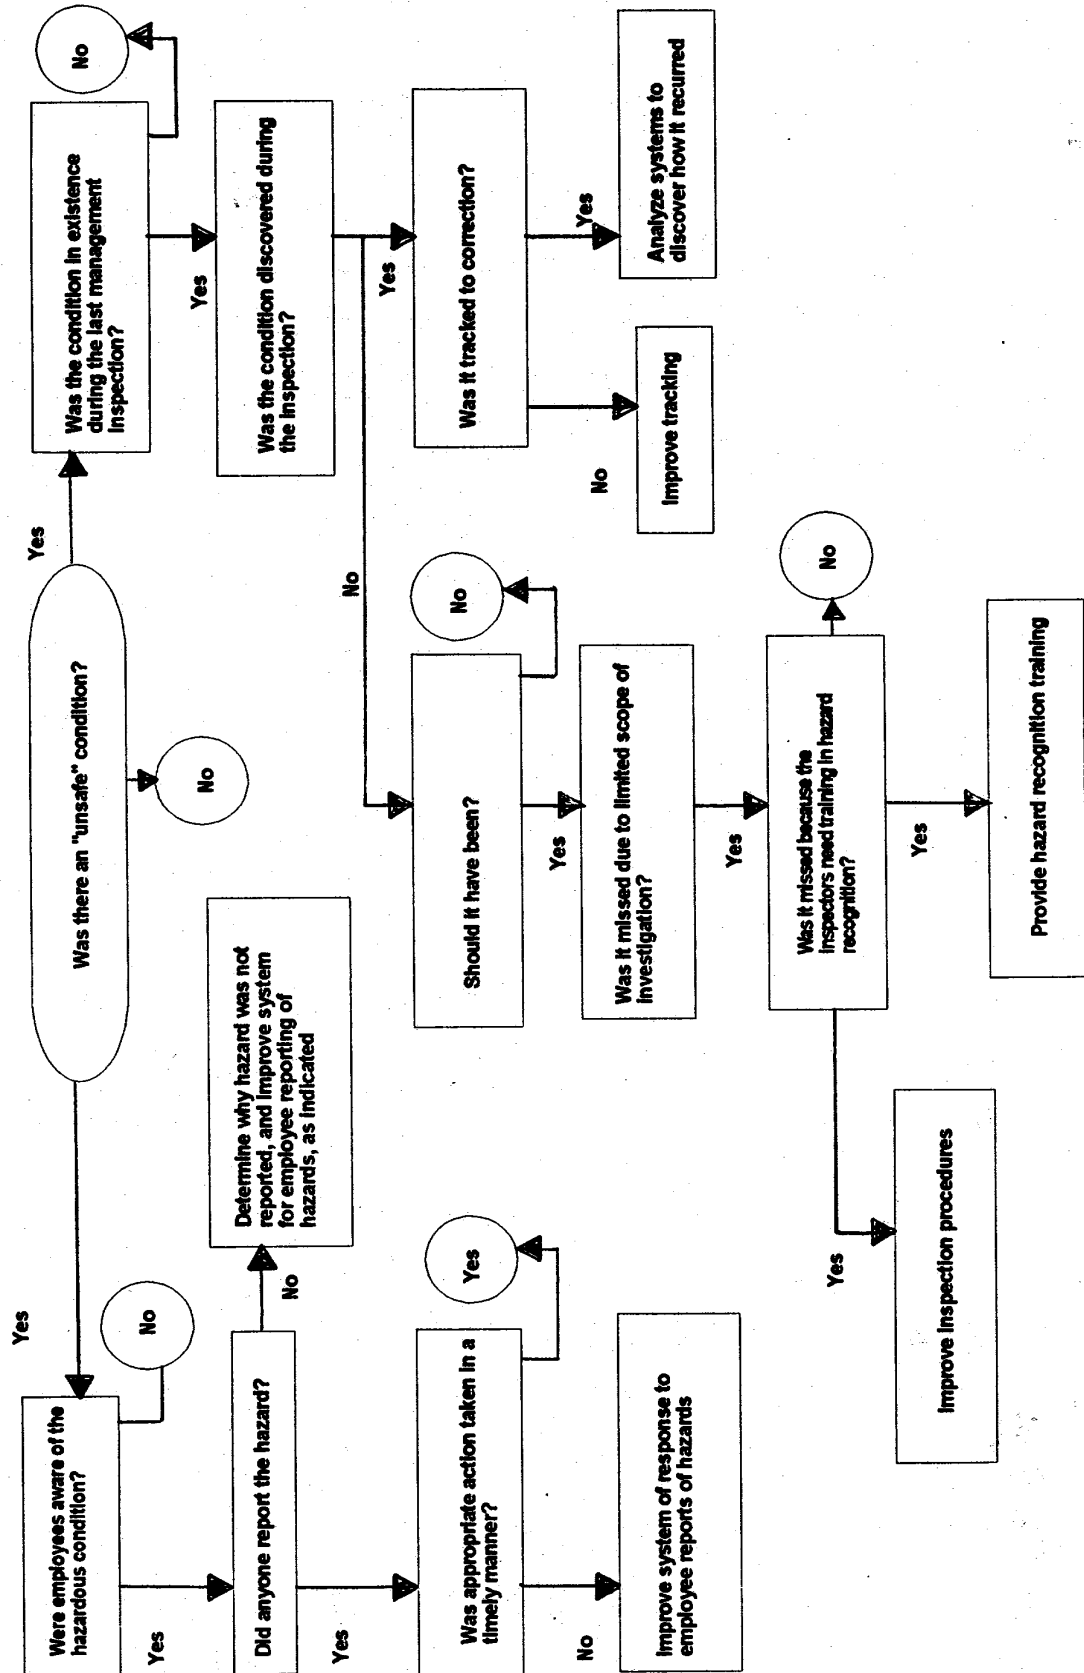 Was there an "unsafe" condition?
Yes
Yes
No
Were employees aware of the
hazardous condition?
No
Yes
Did anyone report the hazard?
No
Determine why hazard was not
reported, and improve system
for employee reporting of
hazards, as indicated
Yes
Was appropriate action taken in a
timely manner?
Yes
No
Improve system of response to
employee reports of hazards
Was the condition in existence
during the last management
inspection?
No
Yes
Was the condition discovered during
the inspection?
No
Yes
Should it have been?
No
Yes
Was it missed due to limited scope of
investigation?
Yes
Was it missed because the
inspectors need training in hazard
recognition?
No
Yes
Improve inspection procedures
Yes
Provide hazard recognition training
Was it tracked to correction?
No
Improve tracking
Yes
Analyze systems to
discover how it recurred